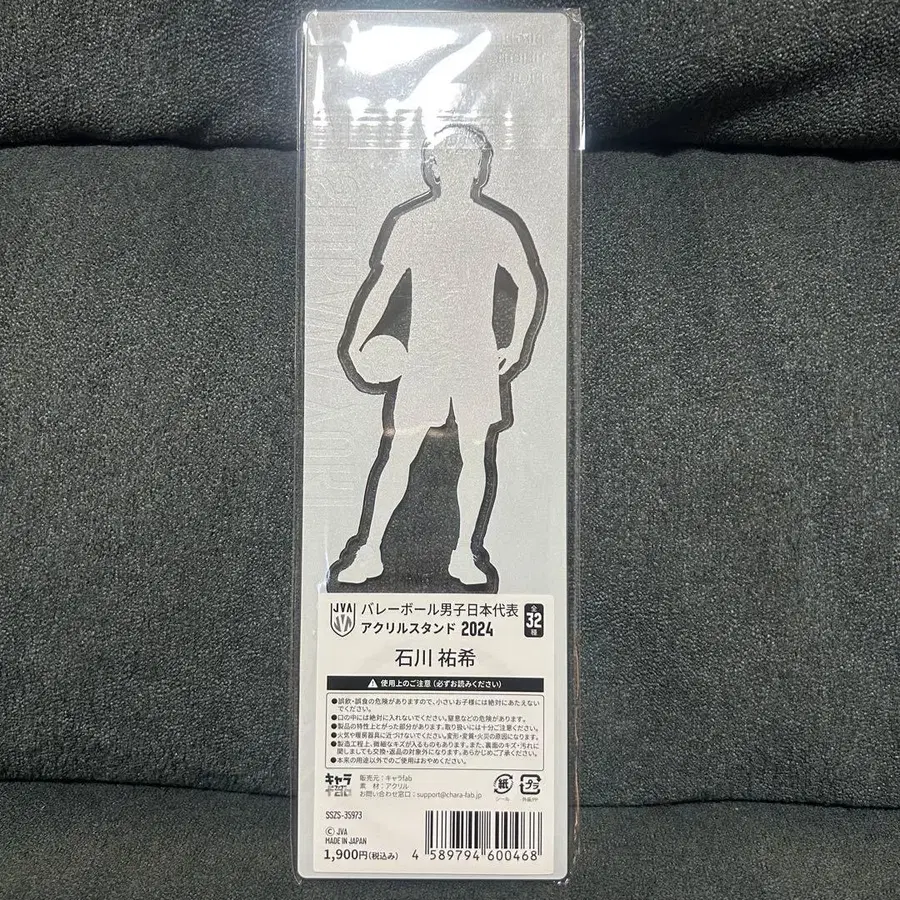 JVA
バレーボール男子日本代表
アクリルスタンド 2024
全32種
石川 祐希
使用上のご注意（必ずお読みください）
●誤飲・誤食の危険がありますので、小さいお子様には絶対にあたえないでください。
●口の中には絶対に入れないでください。窒息などの危険があります。
●製品の特性上とがった部分があります。取り扱いには十分ご注意ください。
●火気や暖房器具に近づけないでください。変形・変質・火災の原因になります。
●製造工程上、微細なキズが入るものもあります。また、裏面のキズ・汚れに
関しましても交換・返品の対象外になります。あらかじめご了承ください。
●本来の用途以外でのご使用はおやめください。
キャラ
fab
販売元：キャラfab
素　材：アクリル
お問い合わせ窓口：support@chara-fab.jp
紙
シール
プラ
外装PP
SSZS-35973
© JVA
MADE IN JAPAN
1,900円(税込み)
4 589794 600468